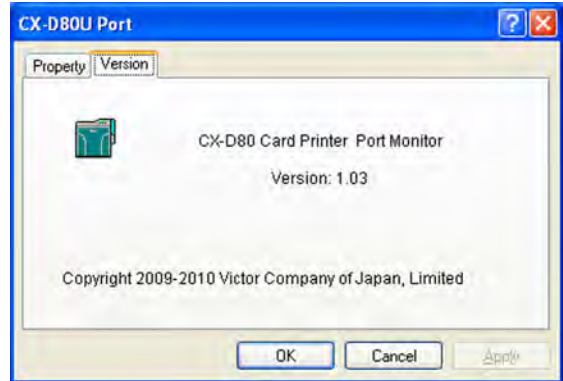 CX-D80U Port
?
X
Property Version
CX-D80 Card Printer Port Monitor
Version: 1.03
Copyright 2009-2010 Victor Company of Japan, Limited
OK Cancel Apply